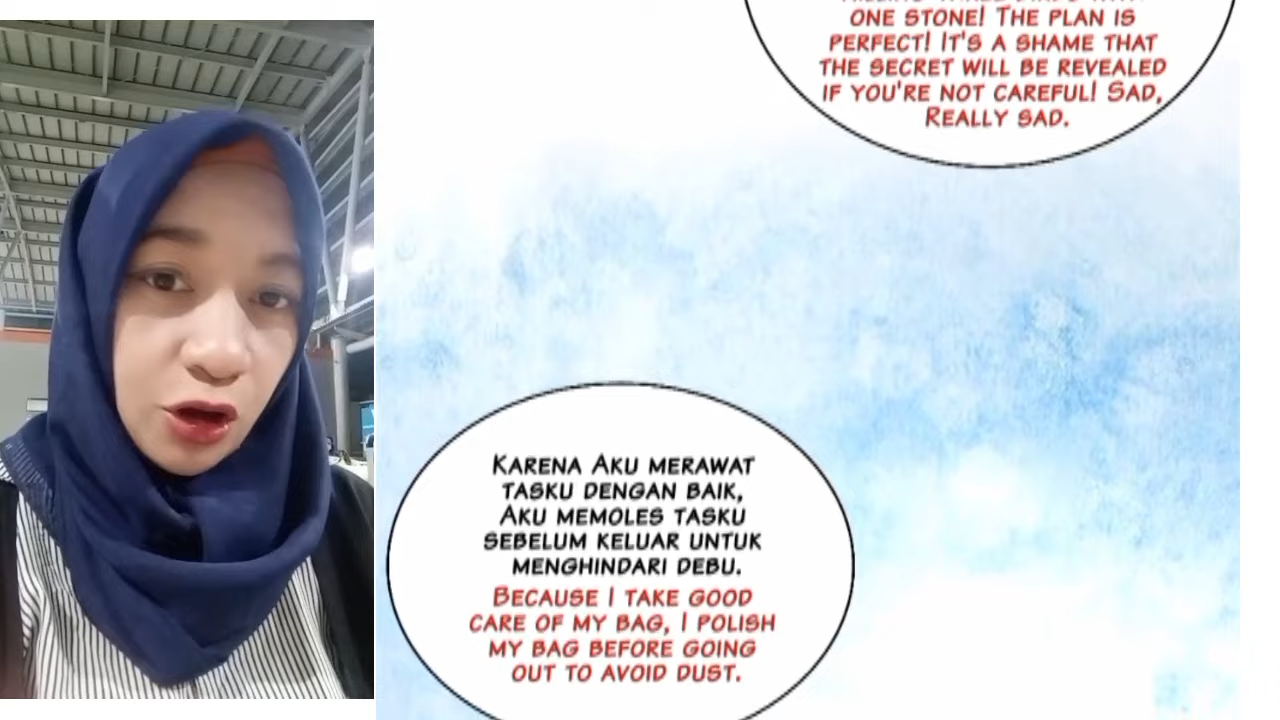 ONE STONE! THE PLAN IS
PERFECT! IT'S A SHAME THAT
THE SECRET WILL BE REVEALED
IF YOU'RE NOT CAREFUL! SAD,
REALLY SAD.
KARENA AKU MERAWAT
TASKU DENGAN BAIK,
AKU MEMOLES TASKU
SEBELUM KELUAR UNTUK
MENGHINDARI DEBU.
BECAUSE I TAKE GOOD
CARE OF MY BAG, I POLISH
MY BAG BEFORE GOING
OUT TO AVOID DUST.